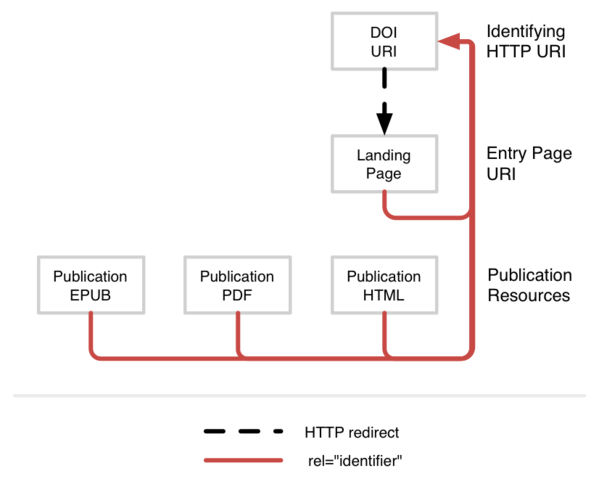 DOI
URI
Identifying
HTTP URI
Landing
Page
Entry Page
URI
Publication
EPUB
Publication
PDF
Publication
HTML
Publication
Resources
HTTP redirect
rel="identifier"